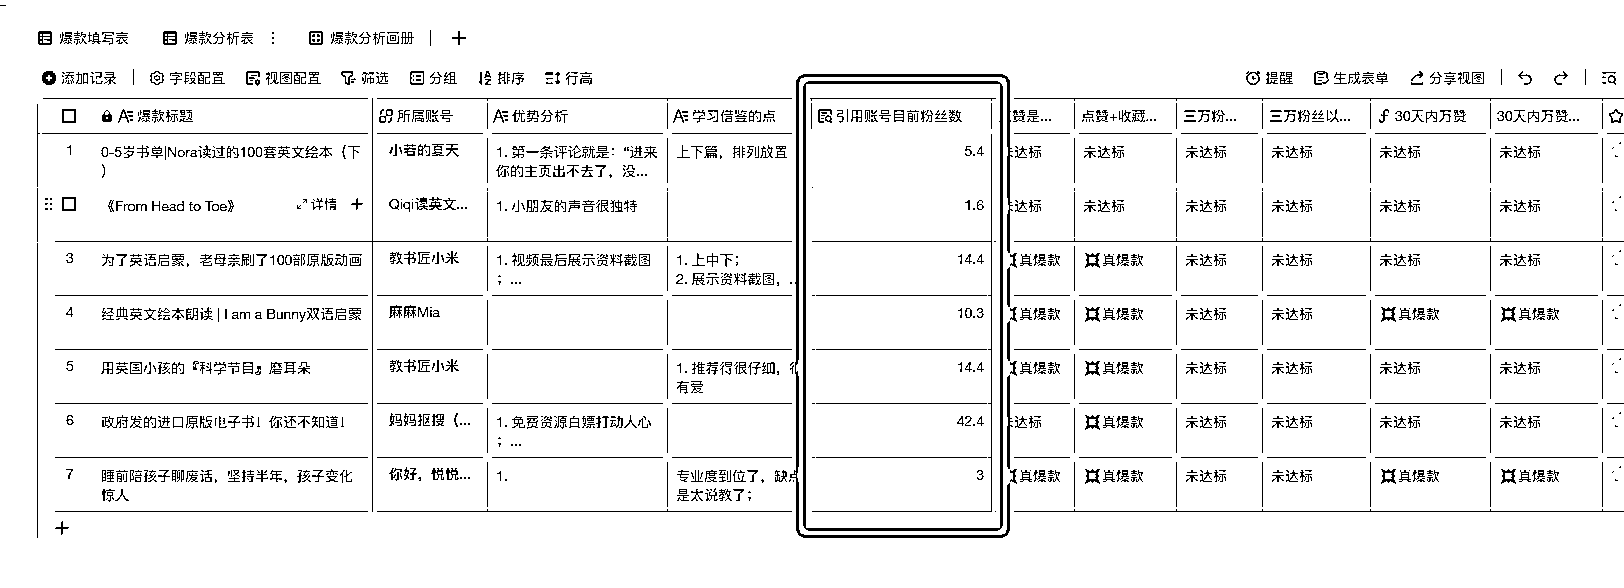 爆款填写表 爆款分析表 爆款分析画册
添加记录 字段配置 视图配置 筛选 分组 排序 行高 提醒 生成表单 分享视图
爆款标题 所属账号 优势分析 学习借鉴的点 引用账号目前粉丝数 赞是... 点赞+收藏... 三万粉... 三万粉丝以... 30天内万赞 30天内万赞...
1 0-5岁书单|Nora读过的100套英文绘本（下 小若的夏天 1. 第一条评论就是：“进来 上下篇，排列放置 5.4 未达标 未达标 未达标 未达标 未达标 未达标
） 你的主页出不去了，没...
《From Head to Toe》 详情 Qiqi读英文... 1. 小朋友的声音很独特 1.6 未达标 未达标 未达标 未达标 未达标 未达标
3 为了英语启蒙，老母亲刷了100部原版动画 教书匠小米 1. 视频最后展示资料截图 1. 上中下； 14.4 真爆款 真爆款 未达标 未达标 未达标 未达标
；... 2. 展示资料截图，...
4 经典英文绘本朗读 | I am a Bunny双语启蒙 麻麻Mia 10.3 真爆款 真爆款 未达标 未达标 真爆款 真爆款
5 用英国小孩的『科学节目』磨耳朵 教书匠小米 1. 推荐得很仔细， 14.4 真爆款 真爆款 未达标 未达标 未达标 未达标
有爱
6 政府发的进口原版电子书！你还不知道！ 妈妈抠搜（... 1. 免费资源白嫖打动人心 42.4 未达标 真爆款 未达标 未达标 未达标 未达标
；...
7 睡前陪孩子聊废话，坚持半年，孩子变化 你好，悦悦... 1. 专业度到位了，缺点 3 真爆款 真爆款 未达标 未达标 真爆款 真爆款
惊人 是太说教了；